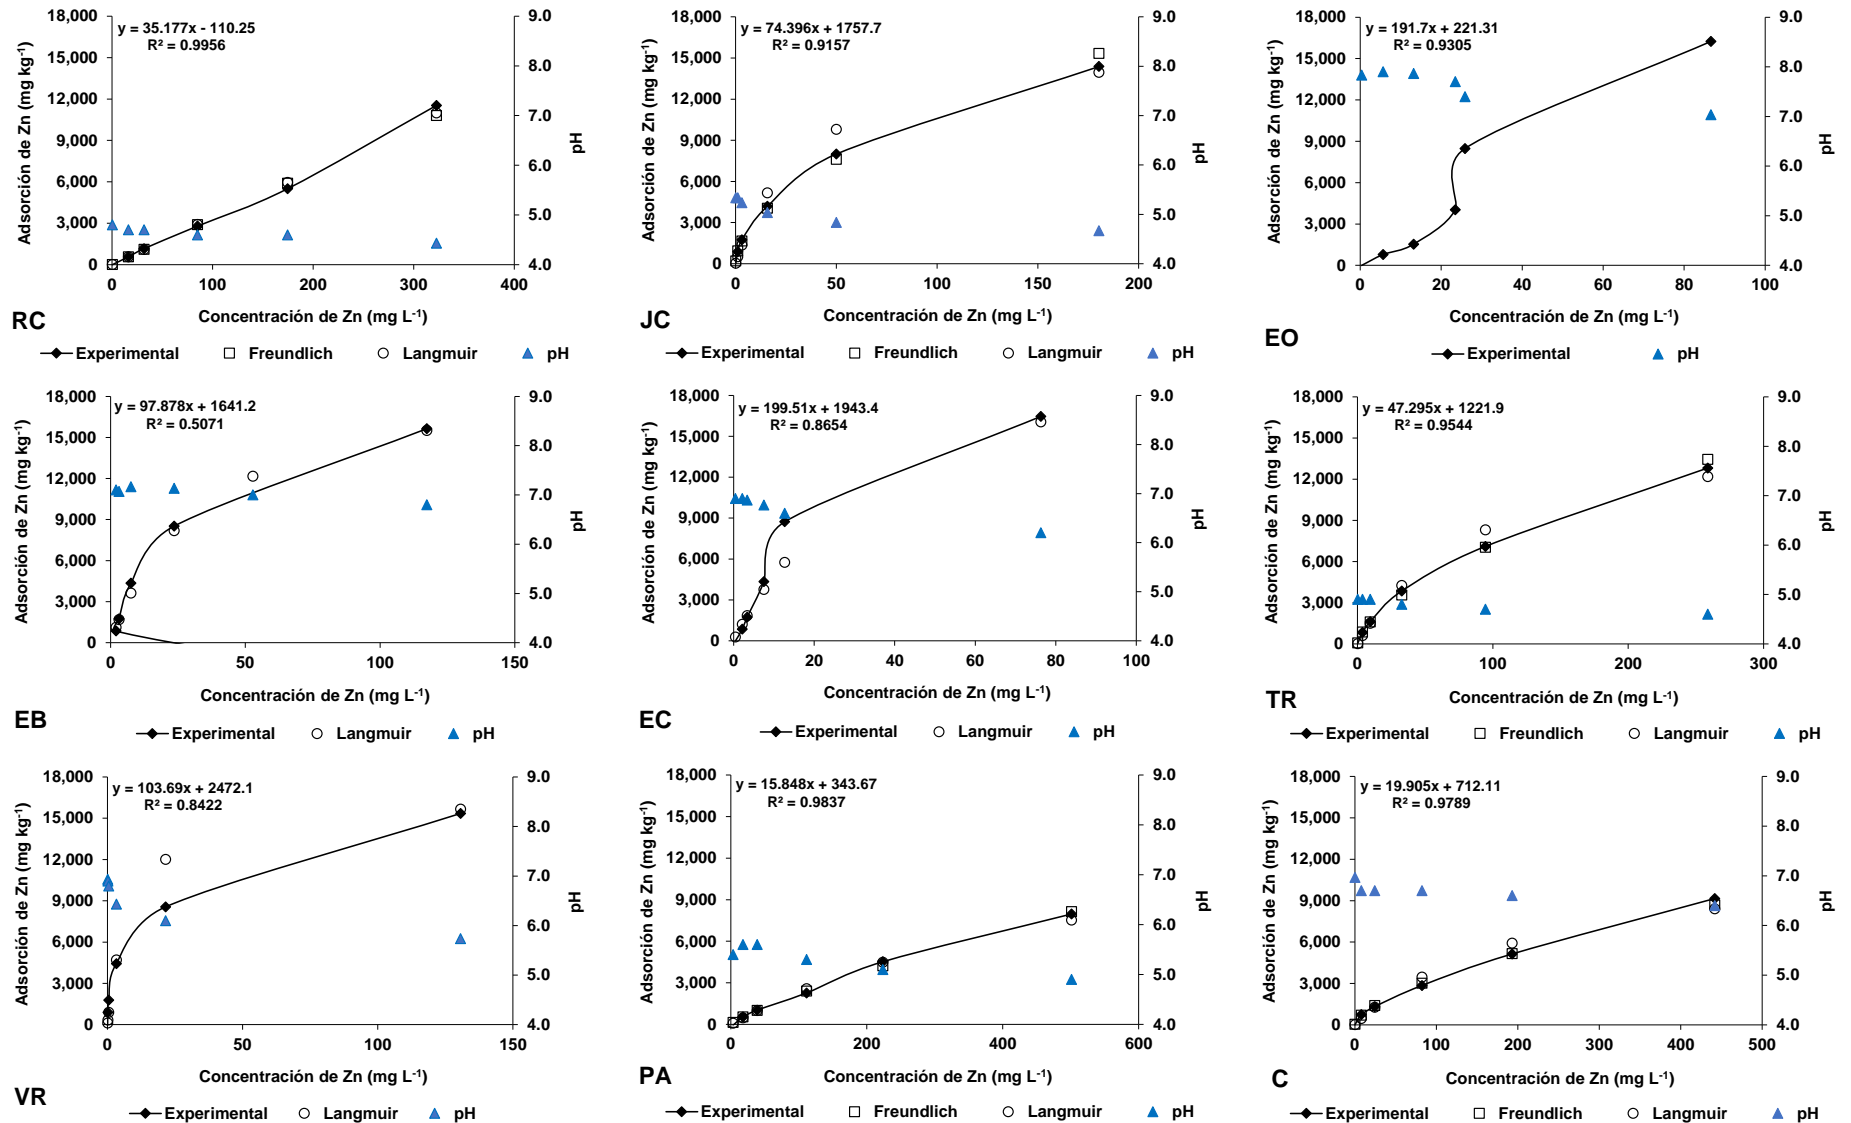 y = 35.177x - 110.25
R² = 0.9956
Adsorción de Zn (mg kg⁻¹)
18,000
15,000
12,000
9,000
6,000
3,000
0
9.0
8.0
7.0
6.0
5.0
4.0
pH
0 100 200 300 400
Concentración de Zn (mg L⁻¹)
RC
Experimental Freundlich Langmuir pH
y = 74.396x + 1757.7
R² = 0.9157
Adsorción de Zn (mg kg⁻¹)
18,000
15,000
12,000
9,000
6,000
3,000
0
9.0
8.0
7.0
6.0
5.0
4.0
pH
0 50 100 150 200
Concentración de Zn (mg L⁻¹)
JC
Experimental Freundlich Langmuir pH
y = 191.7x + 221.31
R² = 0.9305
Adsorción de Zn (mg kg⁻¹)
18,000
15,000
12,000
9,000
6,000
3,000
0
9.0
8.0
7.0
6.0
5.0
4.0
pH
0 20 40 60 80 100
Concentración de Zn (mg L⁻¹)
EO
Experimental pH
y = 97.878x + 1641.2
R² = 0.5071
Adsorción de Zn (mg kg⁻¹)
18,000
15,000
12,000
9,000
6,000
3,000
0
9.0
8.0
7.0
6.0
5.0
4.0
pH
0 50 100 150
Concentración de Zn (mg L⁻¹)
EB
Experimental Langmuir pH
y = 199.51x + 1943.4
R² = 0.8654
Adsorción de Zn (mg kg⁻¹)
18,000
15,000
12,000
9,000
6,000
3,000
0
9.0
8.0
7.0
6.0
5.0
4.0
pH
0 20 40 60 80 100
Concentración de Zn (mg L⁻¹)
EC
Experimental Langmuir pH
y = 47.295x + 1221.9
R² = 0.9544
Adsorción de Zn (mg kg⁻¹)
18,000
15,000
12,000
9,000
6,000
3,000
0
9.0
8.0
7.0
6.0
5.0
4.0
pH
0 100 200 300
Concentración de Zn (mg L⁻¹)
TR
Experimental Freundlich Langmuir pH
y = 103.69x + 2472.1
R² = 0.8422
Adsorción de Zn (mg kg⁻¹)
18,000
15,000
12,000
9,000
6,000
3,000
0
9.0
8.0
7.0
6.0
5.0
4.0
pH
0 50 100 150
Concentración de Zn (mg L⁻¹)
VR
Experimental Langmuir pH
y = 15.848x + 343.67
R² = 0.9837
Adsorción de Zn (mg kg⁻¹)
18,000
15,000
12,000
9,000
6,000
3,000
0
9.0
8.0
7.0
6.0
5.0
4.0
pH
0 200 400 600
Concentración de Zn (mg L⁻¹)
PA
Experimental Freundlich Langmuir pH
y = 19.905x + 712.11
R² = 0.9789
Adsorción de Zn (mg kg⁻¹)
18,000
15,000
12,000
9,000
6,000
3,000
0
9.0
8.0
7.0
6.0
5.0
4.0
pH
0 100 200 300 400 500
Concentración de Zn (mg L⁻¹)
C
Experimental Freundlich Langmuir pH